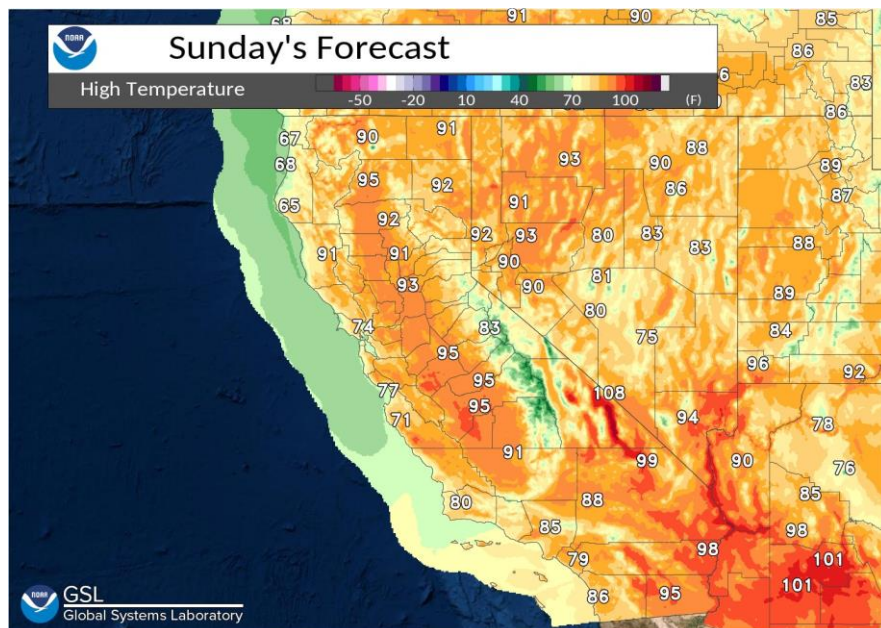 68 91 90 85
NOAA
Sunday's Forecast
86
High Temperature
-50 -20 10 40 70 100 (F)
83
86
67 90 91 88
68 93 90 89
95 92 86 87
65 92 91
91 91 92 93 80 83 83 88
90 81
93 90 89
74 83 80 75 84
95 96 92
77 95 108
71 95 94 78
91 99 90 76
80 88 85
85 98 98
79 101
86 95 101
NOAA
GSL
Global Systems Laboratory